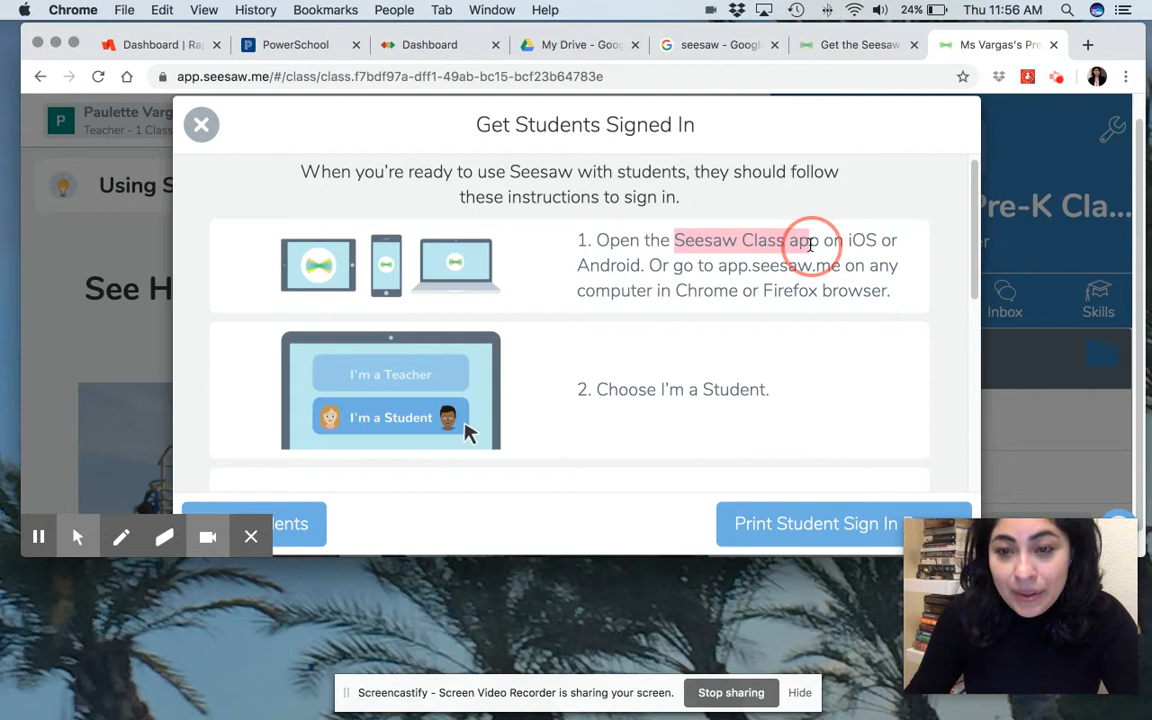 Chrome File Edit View History Bookmarks People Tab Window Help 24% Thu 11:56 AM
Dashboard | Ra
PowerSchool
Dashboard
My Drive - Goo
seesaw - Google
Get the Seesaw
Ms Vargas's Pre
app.seesaw.me/#/class/class.f7bdf97a-dff1-49ab-bc15-bcf23b64783e
P
Paulette Varg
Teacher - 1 Class
Using S
See H
Pre-K Cla...
er
Inbox
Skills
Get Students Signed In
When you're ready to use Seesaw with students, they should follow
these instructions to sign in.
1. Open the Seesaw Class app on iOS or
Android. Or go to app.seesaw.me on any
computer in Chrome or Firefox browser.
I'm a Teacher
I'm a Student
2. Choose I'm a Student.
ents
Print Student Sign In
Screencastify - Screen Video Recorder is sharing your screen.
Stop sharing
Hide